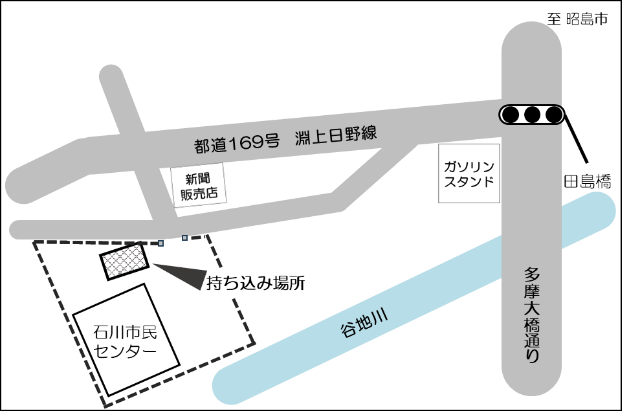 至 昭島市
都道169号 淵上日野線
ガソリン
スタンド
新聞
販売店
田島橋
持ち込み場所
多摩大橋通り
谷地川
石川市民
センター